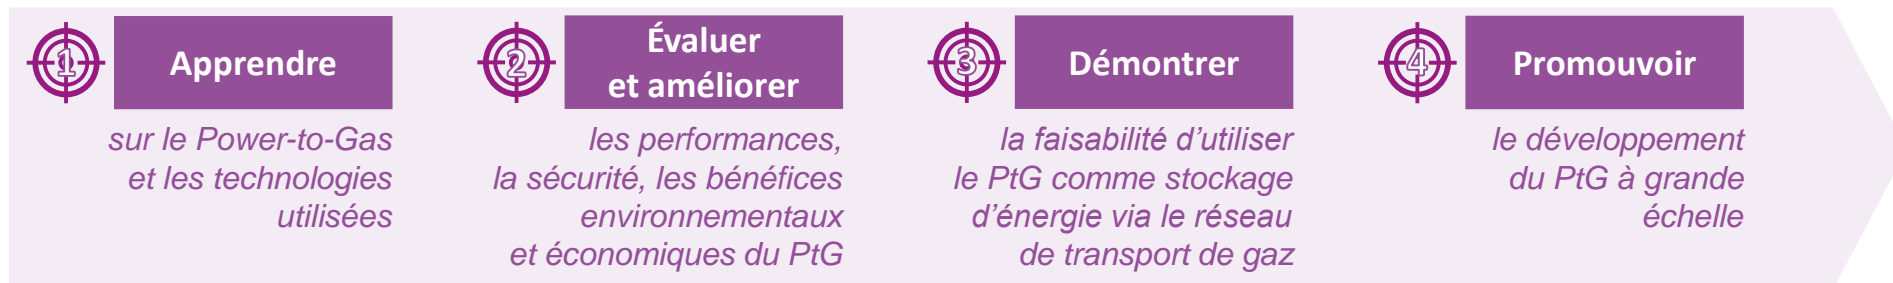 1
Apprendre
sur le Power-to-Gas
et les technologies
utilisées
2
Évaluer
et améliorer
les performances,
la sécurité, les bénéfices
environnementaux
et économiques du PtG
3
Démontrer
la faisabilité d’utiliser
le PtG comme stockage
d’énergie via le réseau
de transport de gaz
4
Promouvoir
le développement
du PtG à grande
échelle